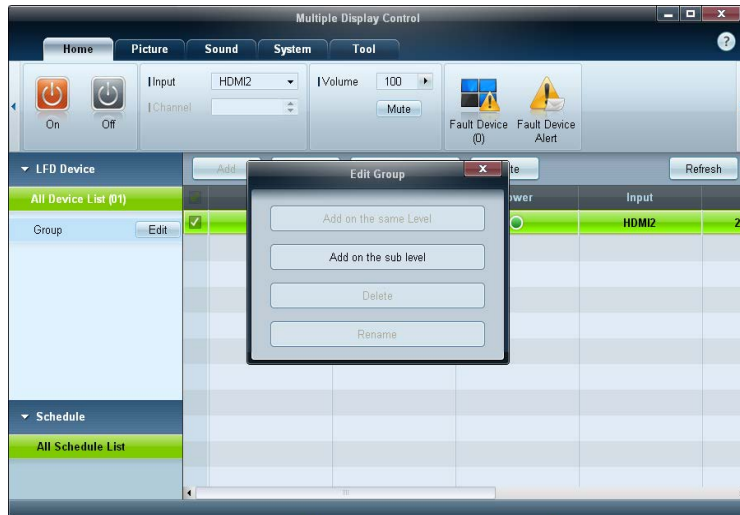 Multiple Display Control
Home Picture Sound System Tool
Input HDMI2 Volume 100
Channel Mute
On Off Fault Device (0) Fault Device Alert
LFD Device Add Refresh
Edit Group
All Device List (01) Input
Group Edit HDMI2
Add on the same Level
Add on the sub level
Delete
Rename
Schedule
All Schedule List